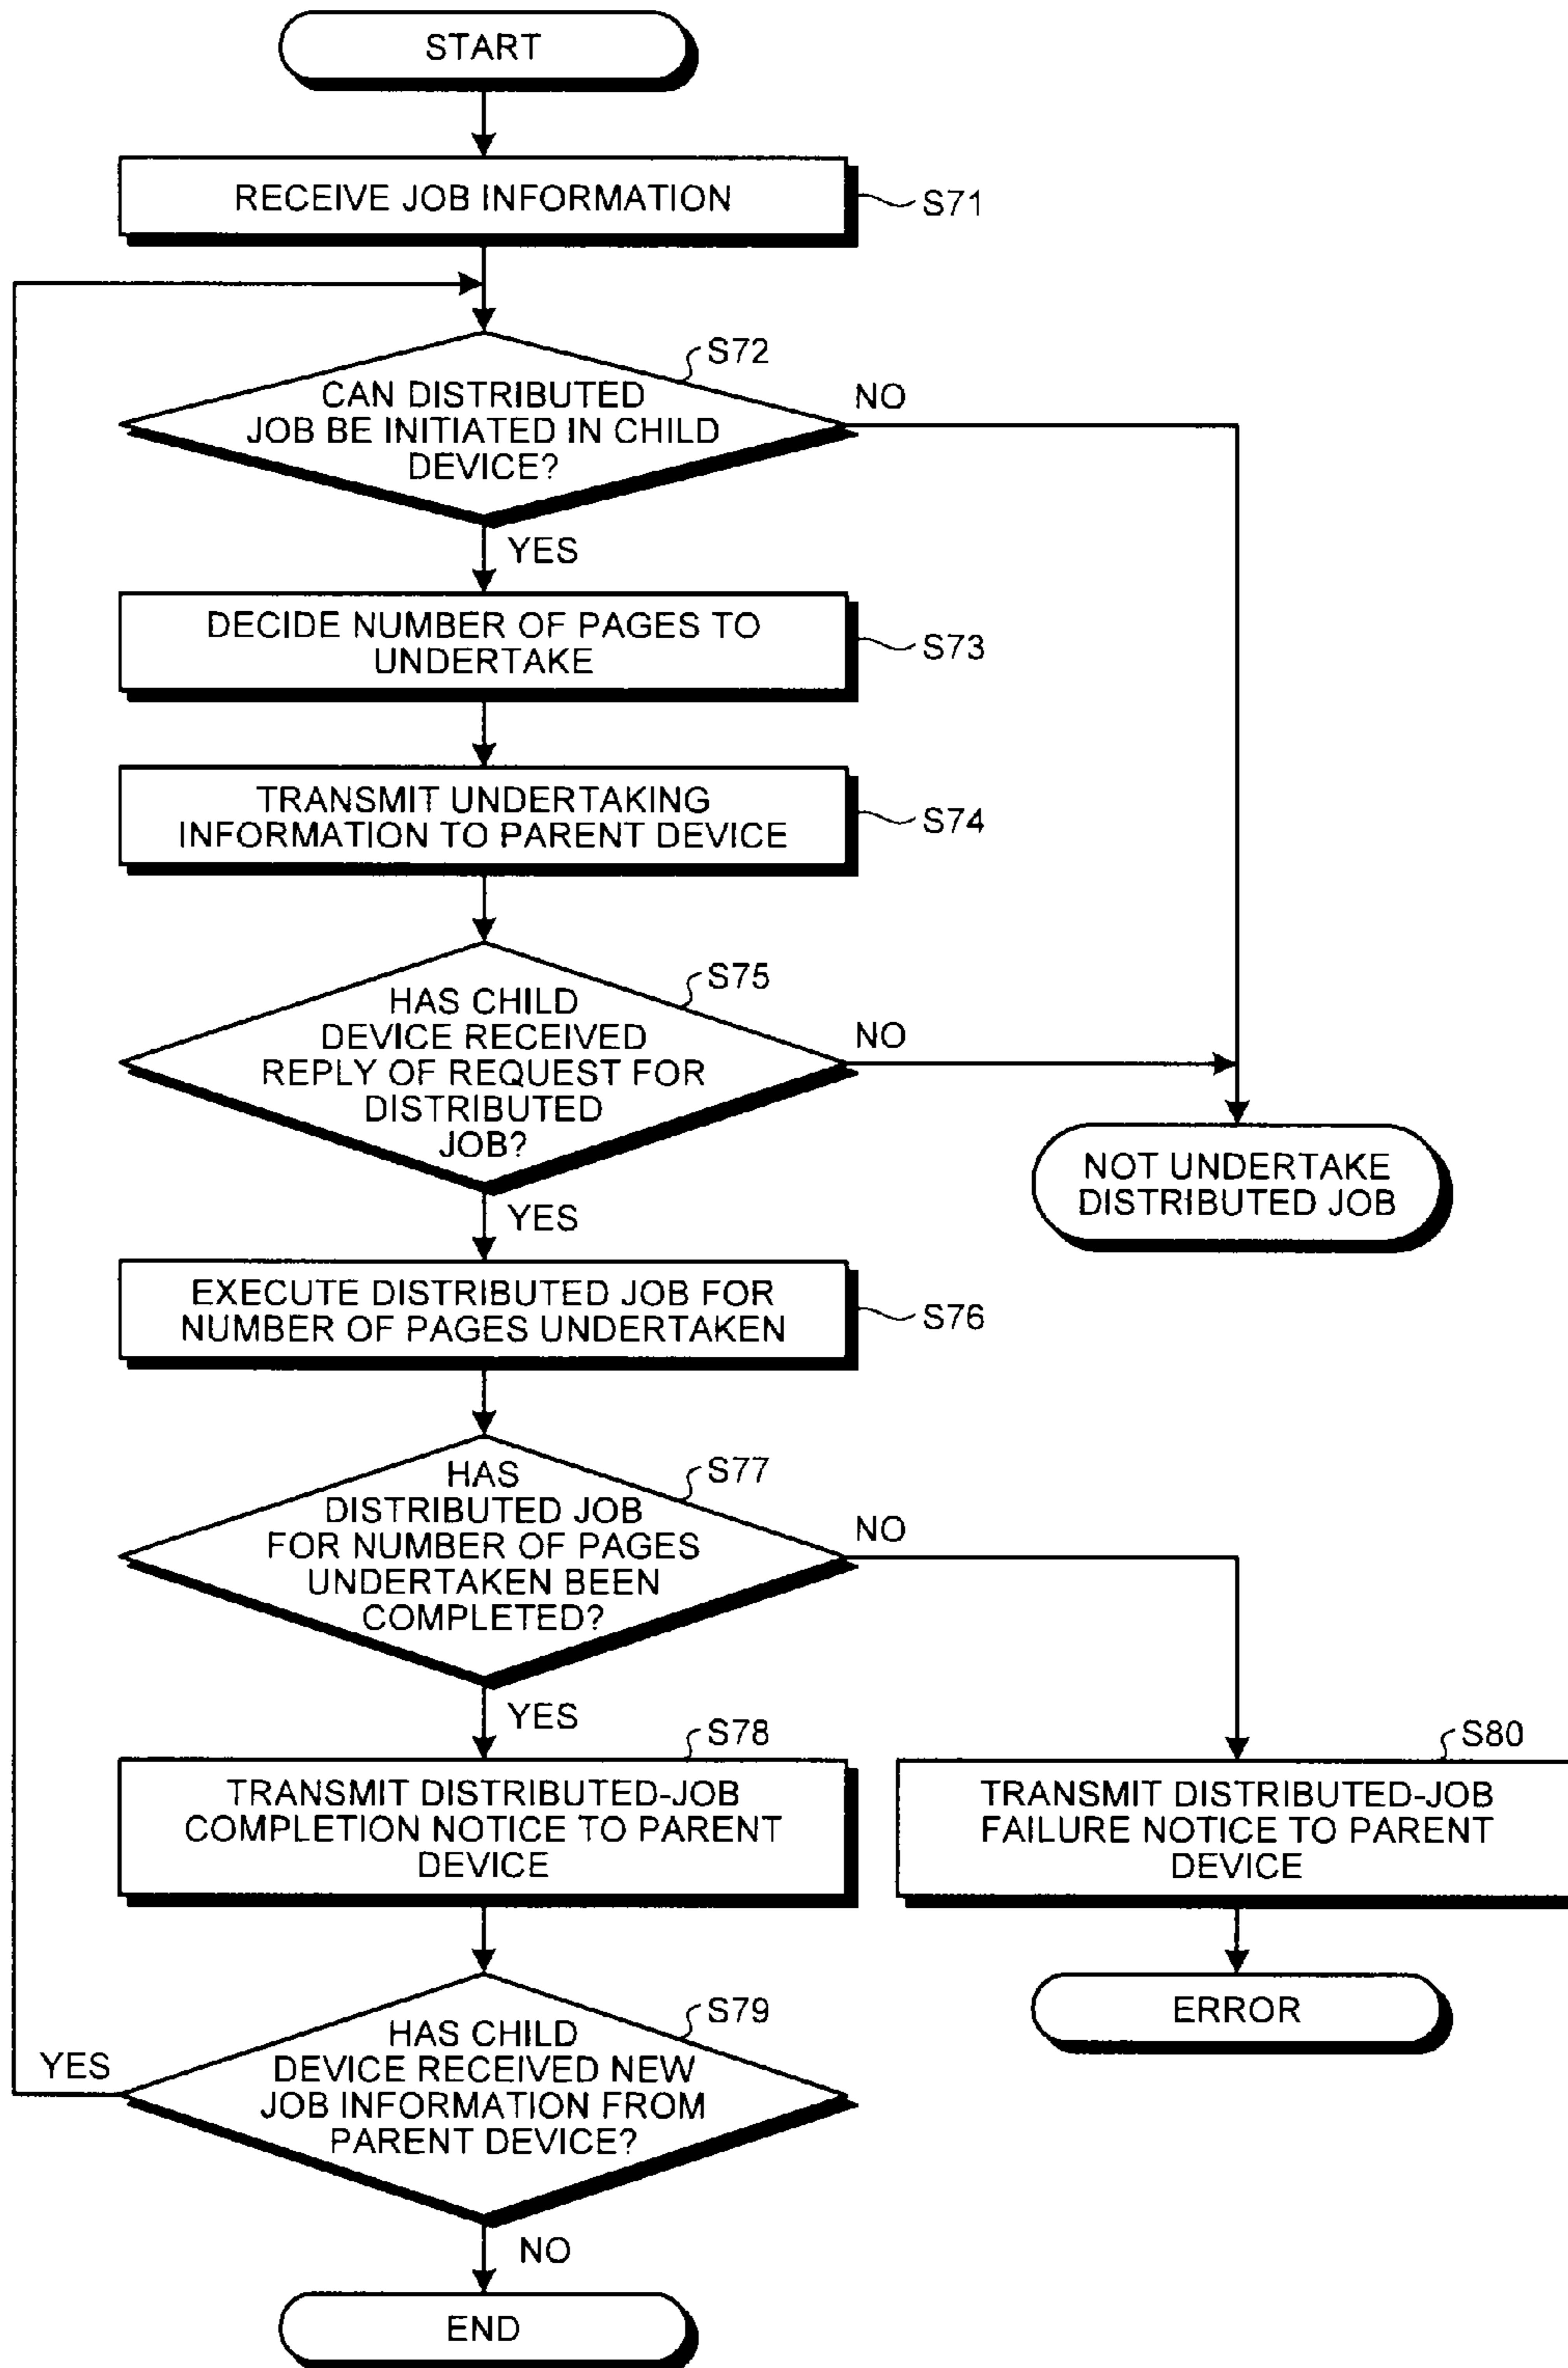 START
RECEIVE JOB INFORMATION
S71
S72
CAN DISTRIBUTED
JOB BE INITIATED IN CHILD
DEVICE?
NO
YES
DECIDE NUMBER OF PAGES TO
UNDERTAKE
S73
TRANSMIT UNDERTAKING
INFORMATION TO PARENT DEVICE
S74
S75
HAS CHILD
DEVICE RECEIVED
REPLY OF REQUEST FOR
DISTRIBUTED
JOB?
NO
NOT UNDERTAKE
DISTRIBUTED JOB
YES
EXECUTE DISTRIBUTED JOB FOR
NUMBER OF PAGES UNDERTAKEN
S76
S77
HAS
DISTRIBUTED JOB
FOR NUMBER OF PAGES
UNDERTAKEN BEEN
COMPLETED?
NO
YES
S78
TRANSMIT DISTRIBUTED-JOB
COMPLETION NOTICE TO PARENT
DEVICE
S80
TRANSMIT DISTRIBUTED-JOB
FAILURE NOTICE TO PARENT
DEVICE
ERROR
S79
HAS CHILD
DEVICE RECEIVED NEW
JOB INFORMATION FROM
PARENT DEVICE?
YES
NO
END